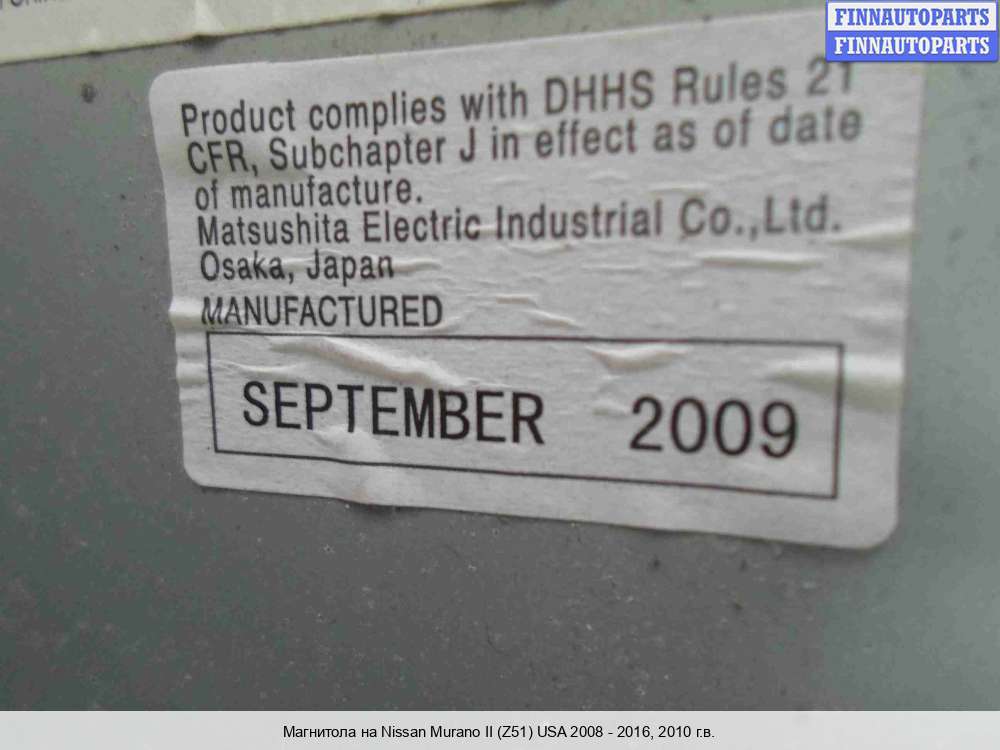 FINNAUTOPARTS
FINNAUTOPARTS
Product complies with DHHS Rules 21
CFR, Subchapter J in effect as of date
of manufacture.
Matsushita Electric Industrial Co.,Ltd.
Osaka, Japan
MANUFACTURED
SEPTEMBER 2009
Магнитола на Nissan Murano II (Z51) USA 2008 - 2016, 2010 г.в.